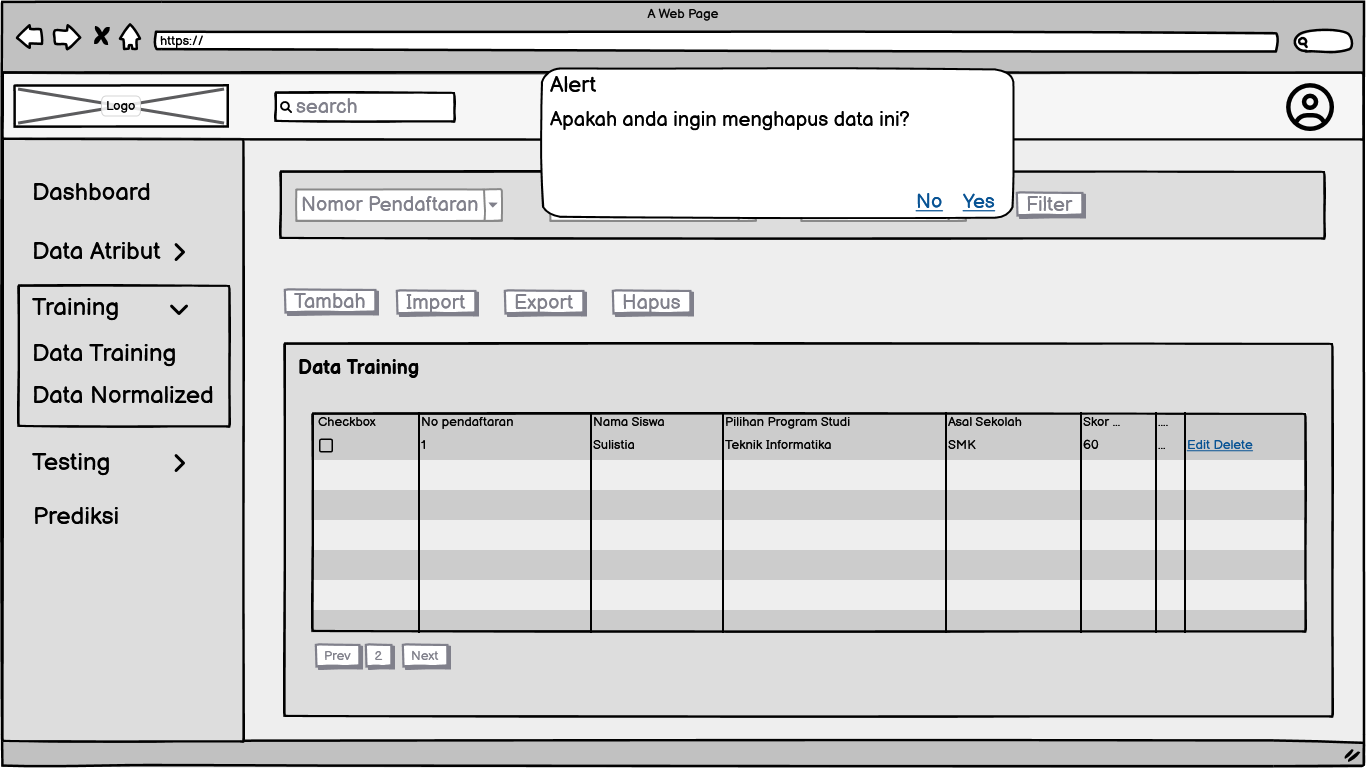 A Web Page
https://
Logo
search
Alert
Apakah anda ingin menghapus data ini?
No Yes
Dashboard
Data Atribut
Training
Data Training
Data Normalized
Testing
Prediksi
Nomor Pendaftaran
Filter
Tambah Import Export Hapus
Data Training
Checkbox No pendaftaran Nama Siswa Pilihan Program Studi Asal Sekolah Skor ... ....
1 Sulistia Teknik Informatika SMK 60 ... Edit Delete
Prev 2 Next